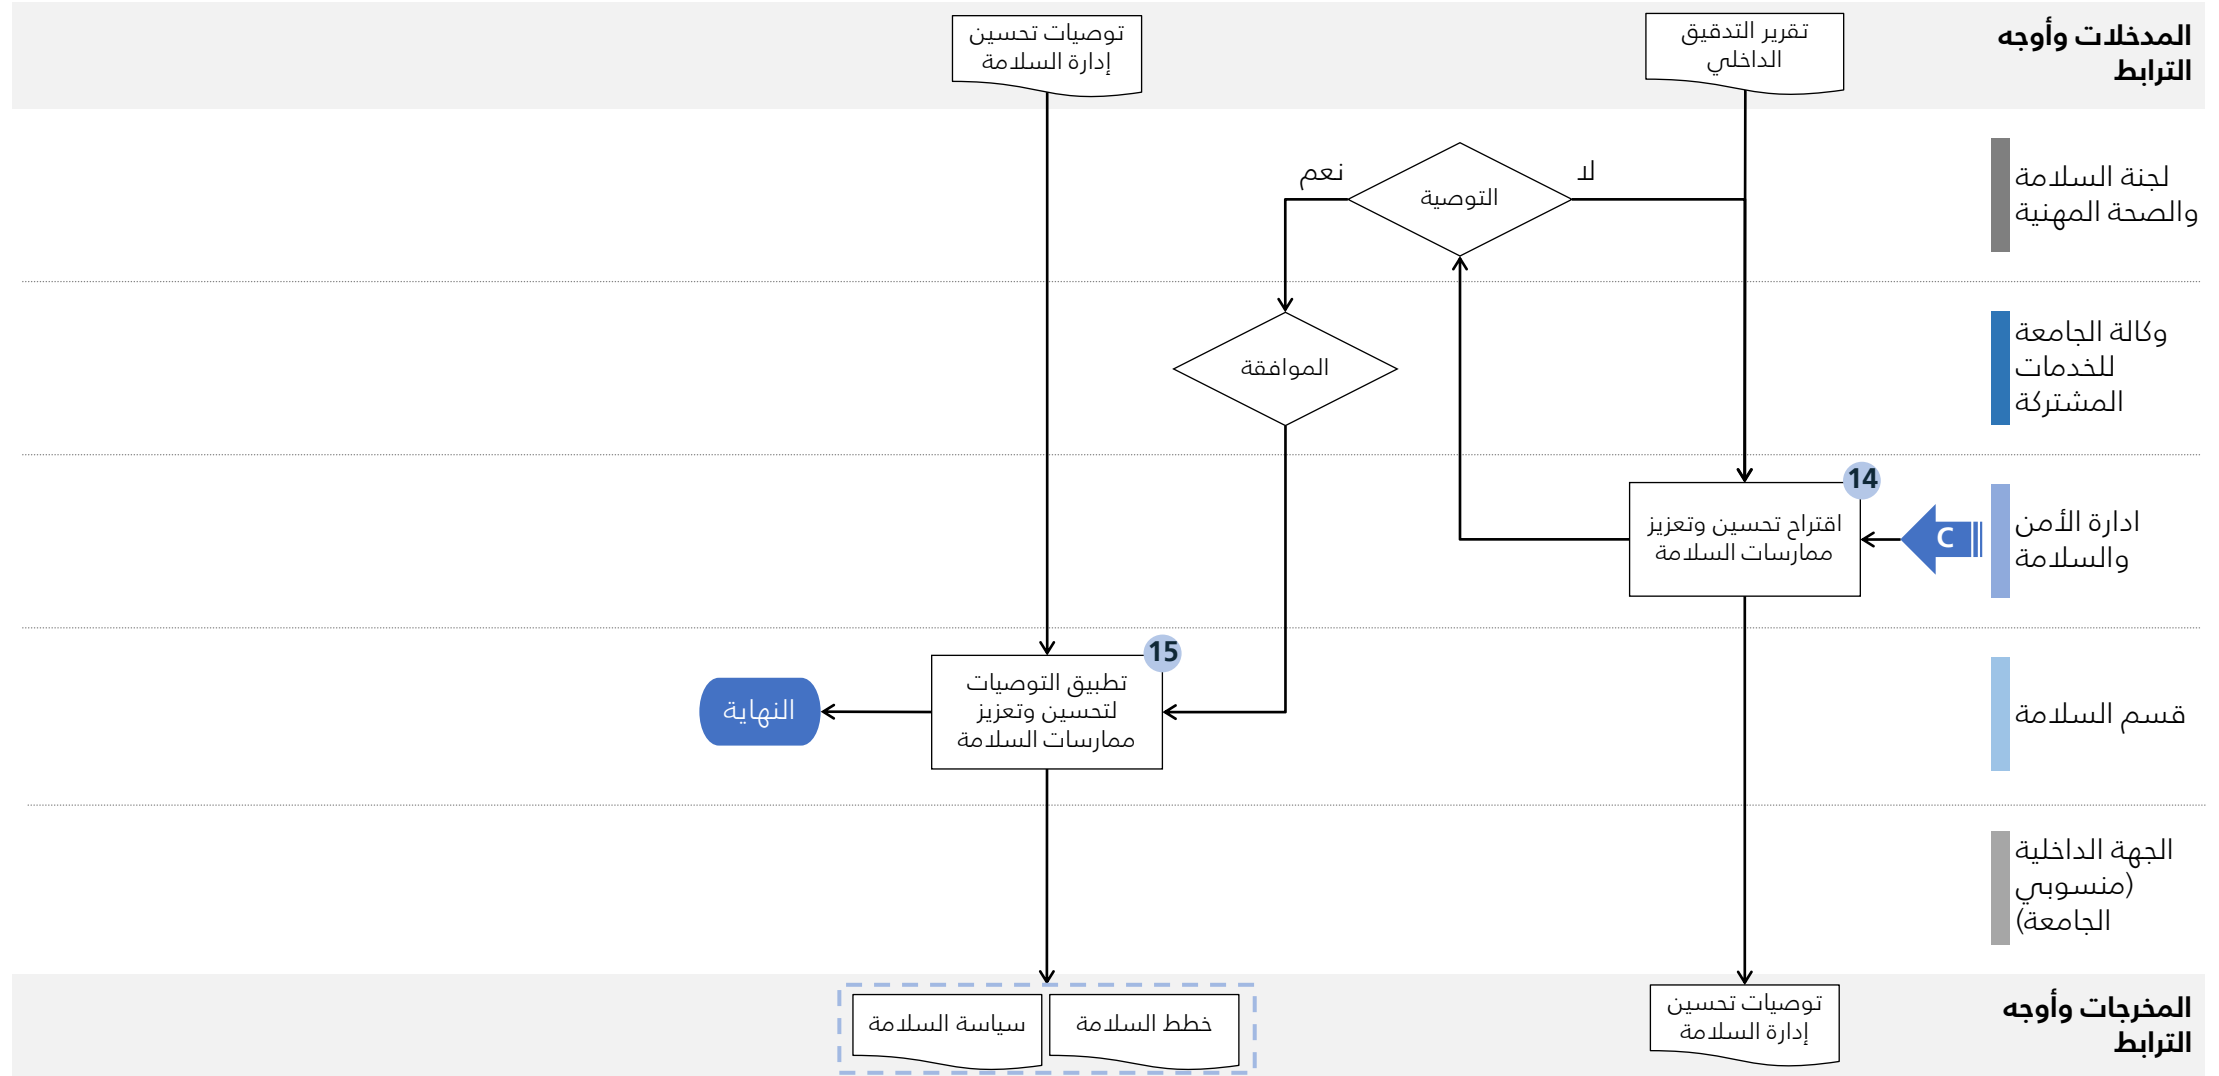 المدخلات وأوجه
الترابط
تقرير التدقيق
الداخلي
توصيات تحسين
إدارة السلامة
لجنة السلامة
والصحة المهنية
لا
التوصية
نعم
وكالة الجامعة
للخدمات
المشتركة
الموافقة
ادارة الأمن
والسلامة
C
14
اقتراح تحسين وتعزيز
ممارسات السلامة
قسم السلامة
15
تطبيق التوصيات
لتحسين وتعزيز
ممارسات السلامة
النهاية
الجهة الداخلية
(منسوبي
الجامعة)
المخرجات وأوجه
الترابط
توصيات تحسين
إدارة السلامة
خطط السلامة
سياسة السلامة